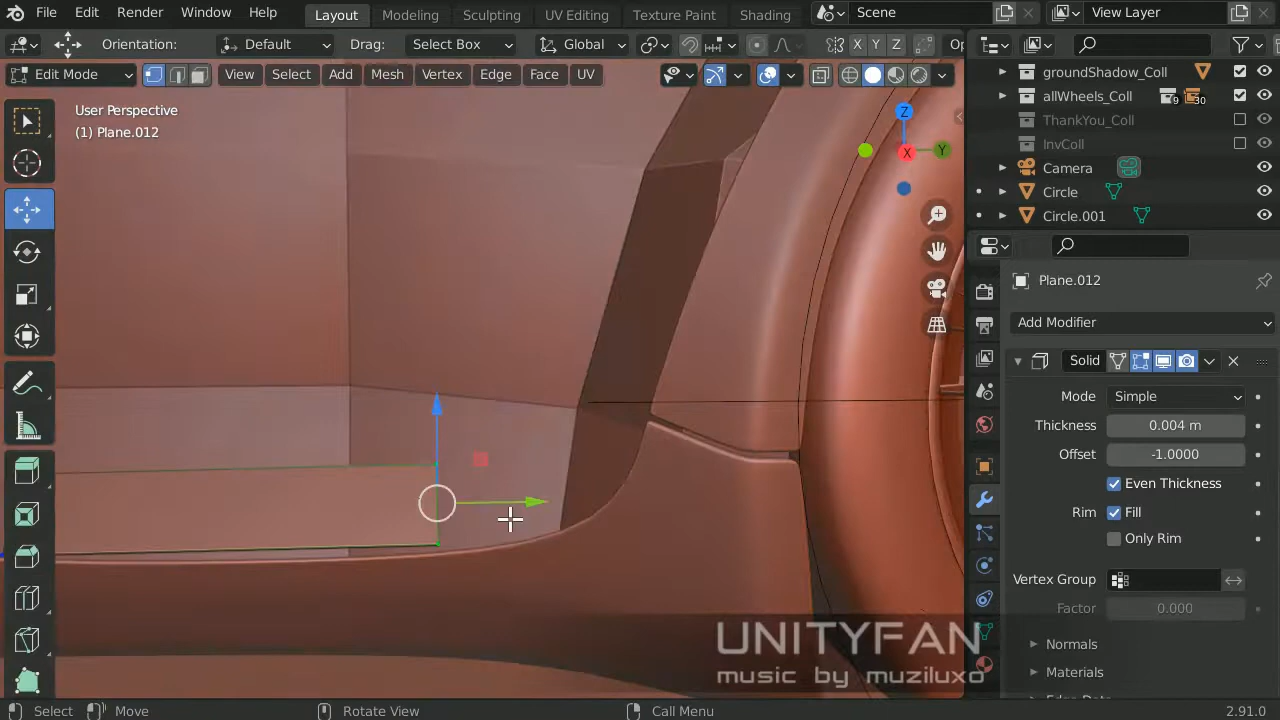 File Edit Render Window Help Layout Modeling Sculpting UV Editing Texture Paint Shading Scene View Layer
Orientation: Default Drag: Select Box Global X Y Z Op
Edit Mode View Select Add Mesh Vertex Edge Face UV
User Perspective
(1) Plane.012
Z
X
Y
groundShadow_Coll
allWheels_Coll 9 30
ThankYou_Coll
InvColl
Camera
Circle
Circle.001
Plane.012
Add Modifier
Solid
Mode Simple
Thickness 0.004 m
Offset -1.0000
Even Thickness
Rim Fill
Only Rim
Vertex Group
Factor 0.000
Normals
Materials
UNITYFAN
music by muziluxo
Select Move Rotate View Call Menu 2.91.0